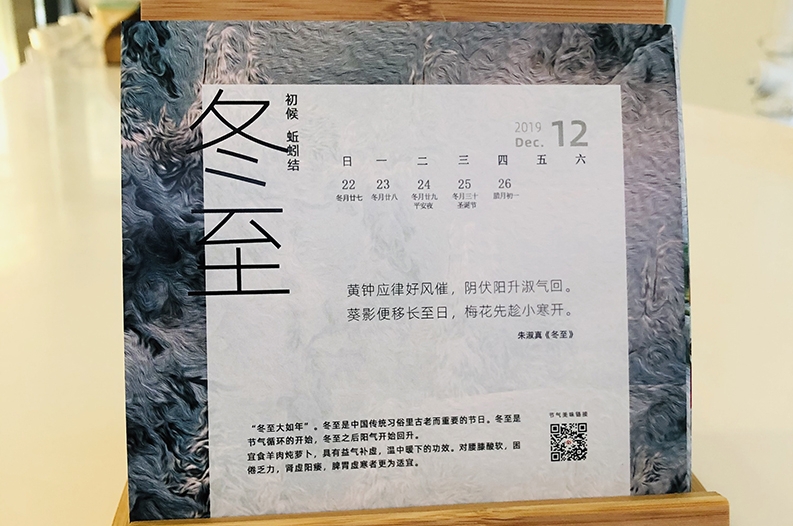 冬至
初候 蚯蚓结
2019
Dec. 12
日 一 二 三 四 五 六
22 23 24 25 26
冬月廿七 冬月廿八 冬月廿九 冬月三十 腊月初一
平安夜 圣诞节
黄钟应律好风催，阴伏阳升淑气回。
葵影便移长至日，梅花先趁小寒开。
朱淑真《冬至》
节气美味链接
“冬至大如年”。冬至是中国传统习俗里古老而重要的节日。冬至是
节气循环的开始，冬至之后阳气开始回升。
宜食羊肉炖萝卜，具有益气补虚，温中暖下的功效。对腰膝酸软，困
倦乏力，肾虚阳痿，脾胃虚寒者更为适宜。